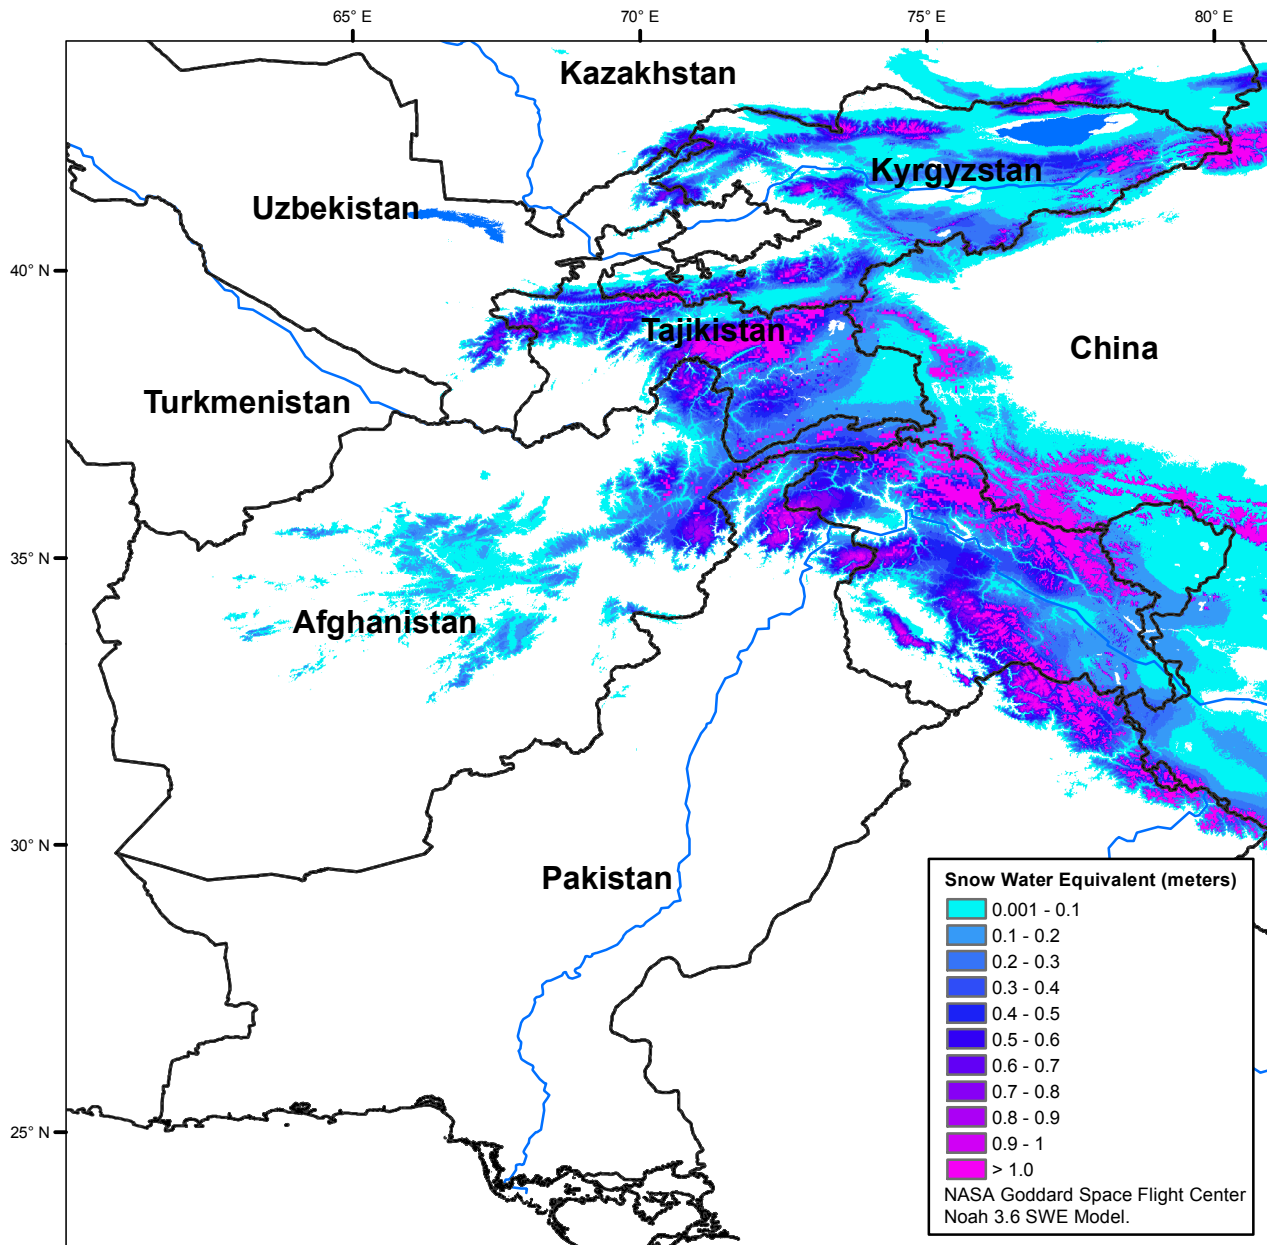 65° E
70° E
75° E
80° E
Kazakhstan
Kyrgyzstan
Uzbekistan
40° N
Tajikistan
China
Turkmenistan
35° N
Afghanistan
30° N
Pakistan
Snow Water Equivalent (meters)
0.001 - 0.1
0.1 - 0.2
0.2 - 0.3
0.3 - 0.4
0.4 - 0.5
0.5 - 0.6
0.6 - 0.7
0.7 - 0.8
0.8 - 0.9
0.9 - 1
> 1.0
25° N
NASA Goddard Space Flight Center
Noah 3.6 SWE Model.